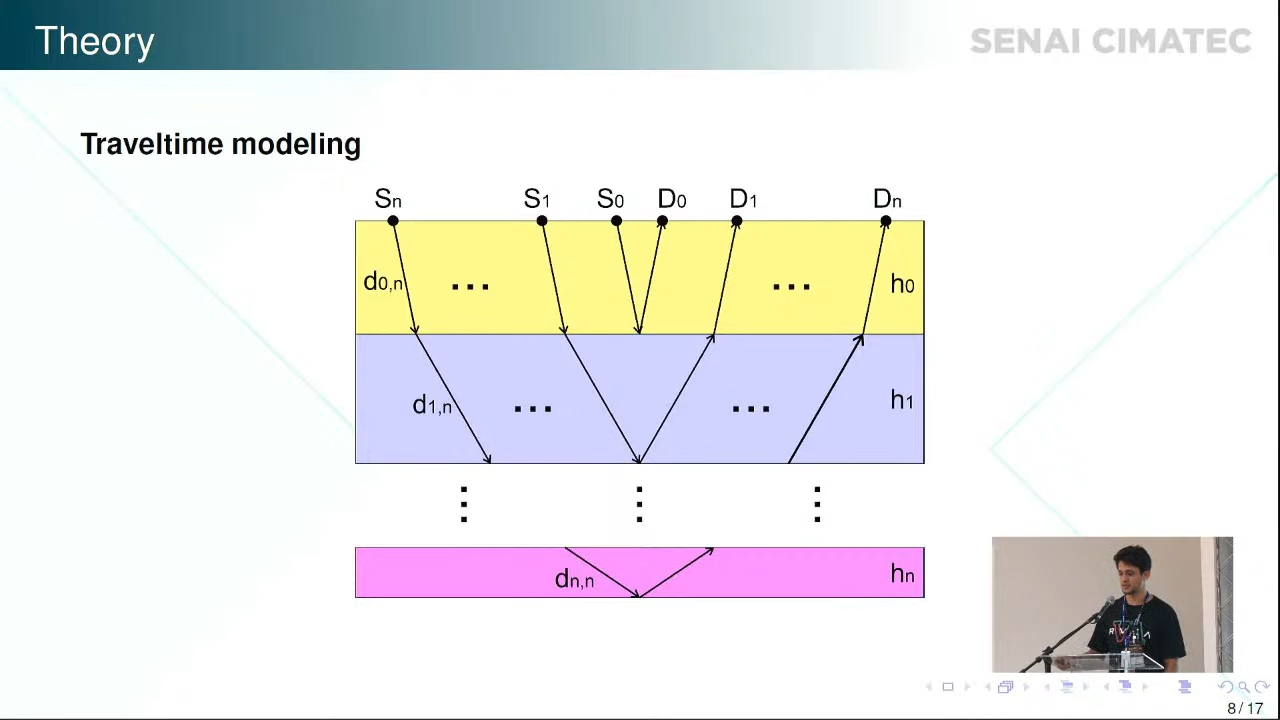 Theory
SENAI CIMATEC
Traveltime modeling
Sn S1 S0 D0 D1 Dn
d0,n ... ... h0
d1,n ... ... h1
dn,n hn
8 / 17